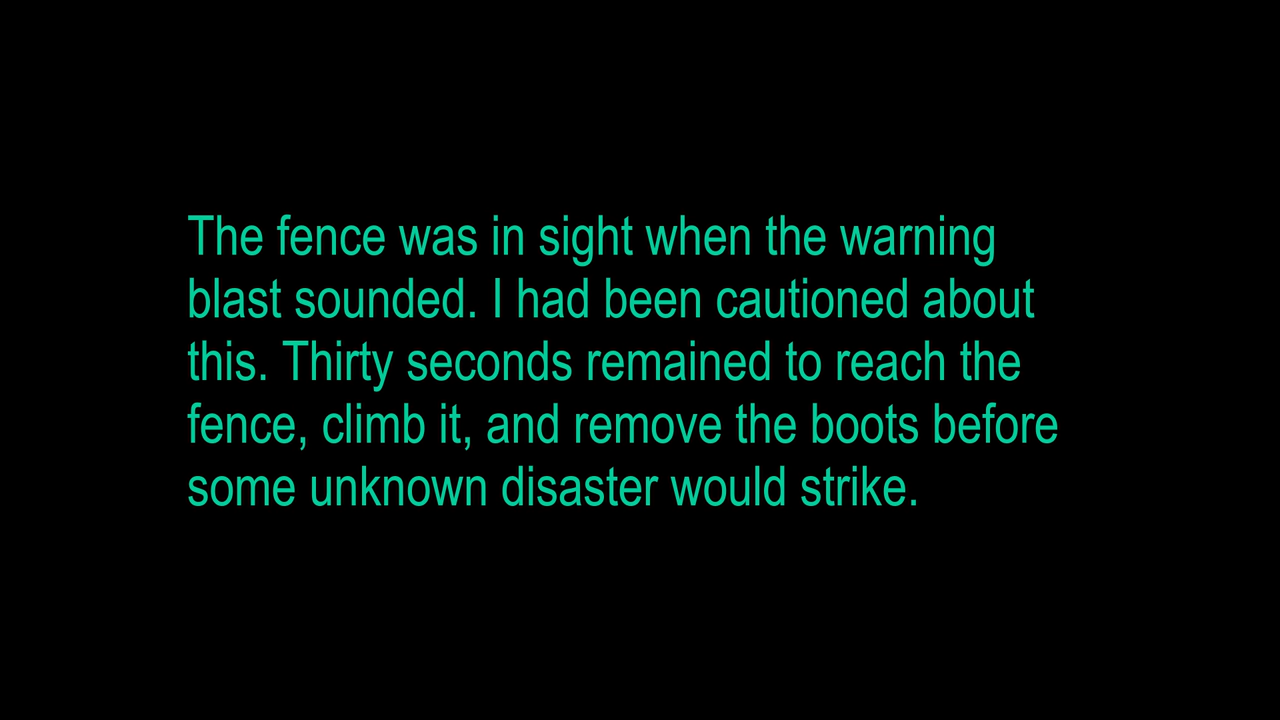 The fence was in sight when the warning
blast sounded. I had been cautioned about
this. Thirty seconds remained to reach the
fence, climb it, and remove the boots before
some unknown disaster would strike.